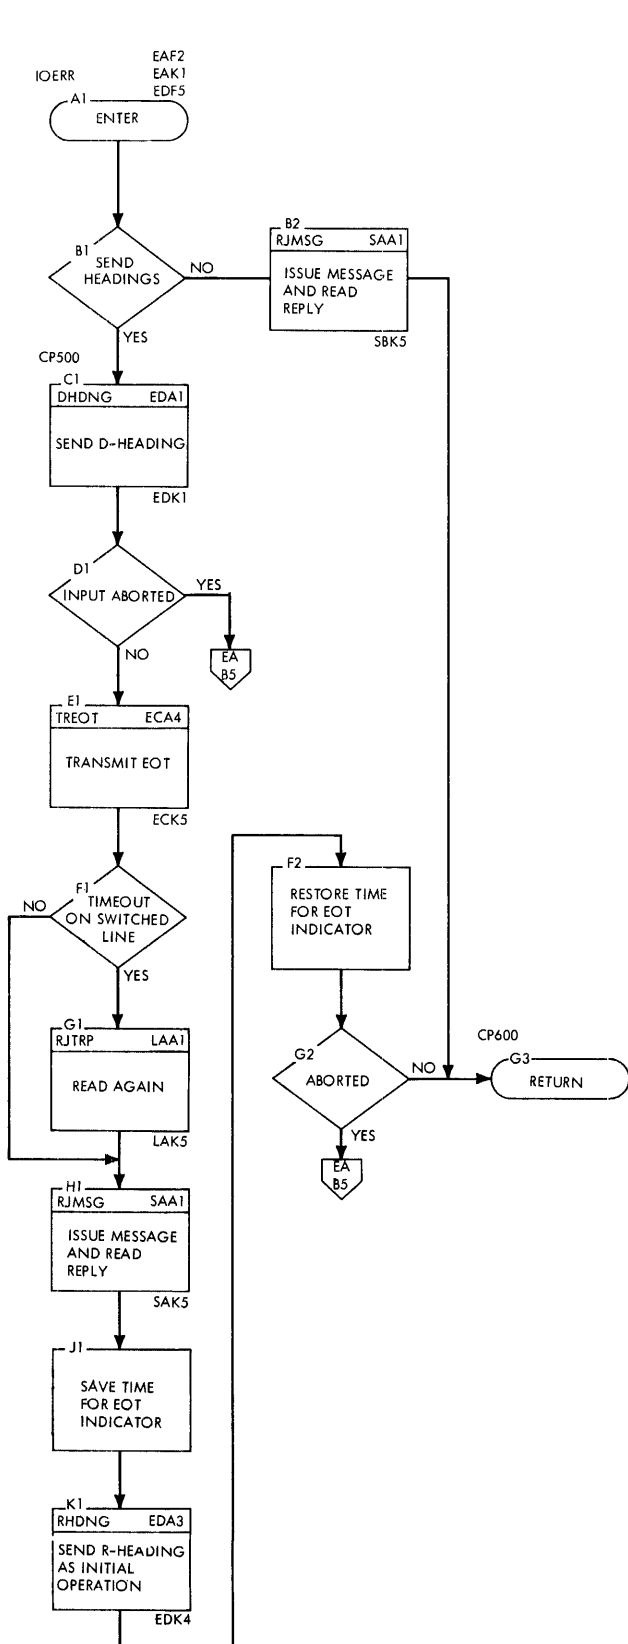 EAF2
IOERR
EAK1
EDF5
A1
ENTER
B1
SEND
HEADINGS
NO
YES
B2
RJMSG SAA1
ISSUE MESSAGE
AND READ
REPLY
SBK5
CP500
C1
DHDNG EDA1
SEND D-HEADING
EDK1
D1
INPUT ABORTED
YES
NO
EA
B5
E1
TREOT ECA4
TRANSMIT EOT
ECK5
F1
TIMEOUT
ON SWITCHED
LINE
NO
YES
G1
RJTRP LAA1
READ AGAIN
LAK5
H1
RJMSG SAA1
ISSUE MESSAGE
AND READ
REPLY
SAK5
J1
SAVE TIME
FOR EOT
INDICATOR
K1
RHDNG EDA3
SEND R-HEADING
AS INITIAL
OPERATION
EDK4
F2
RESTORE TIME
FOR EOT
INDICATOR
G2
ABORTED
NO
YES
EA
B5
CP600
G3
RETURN